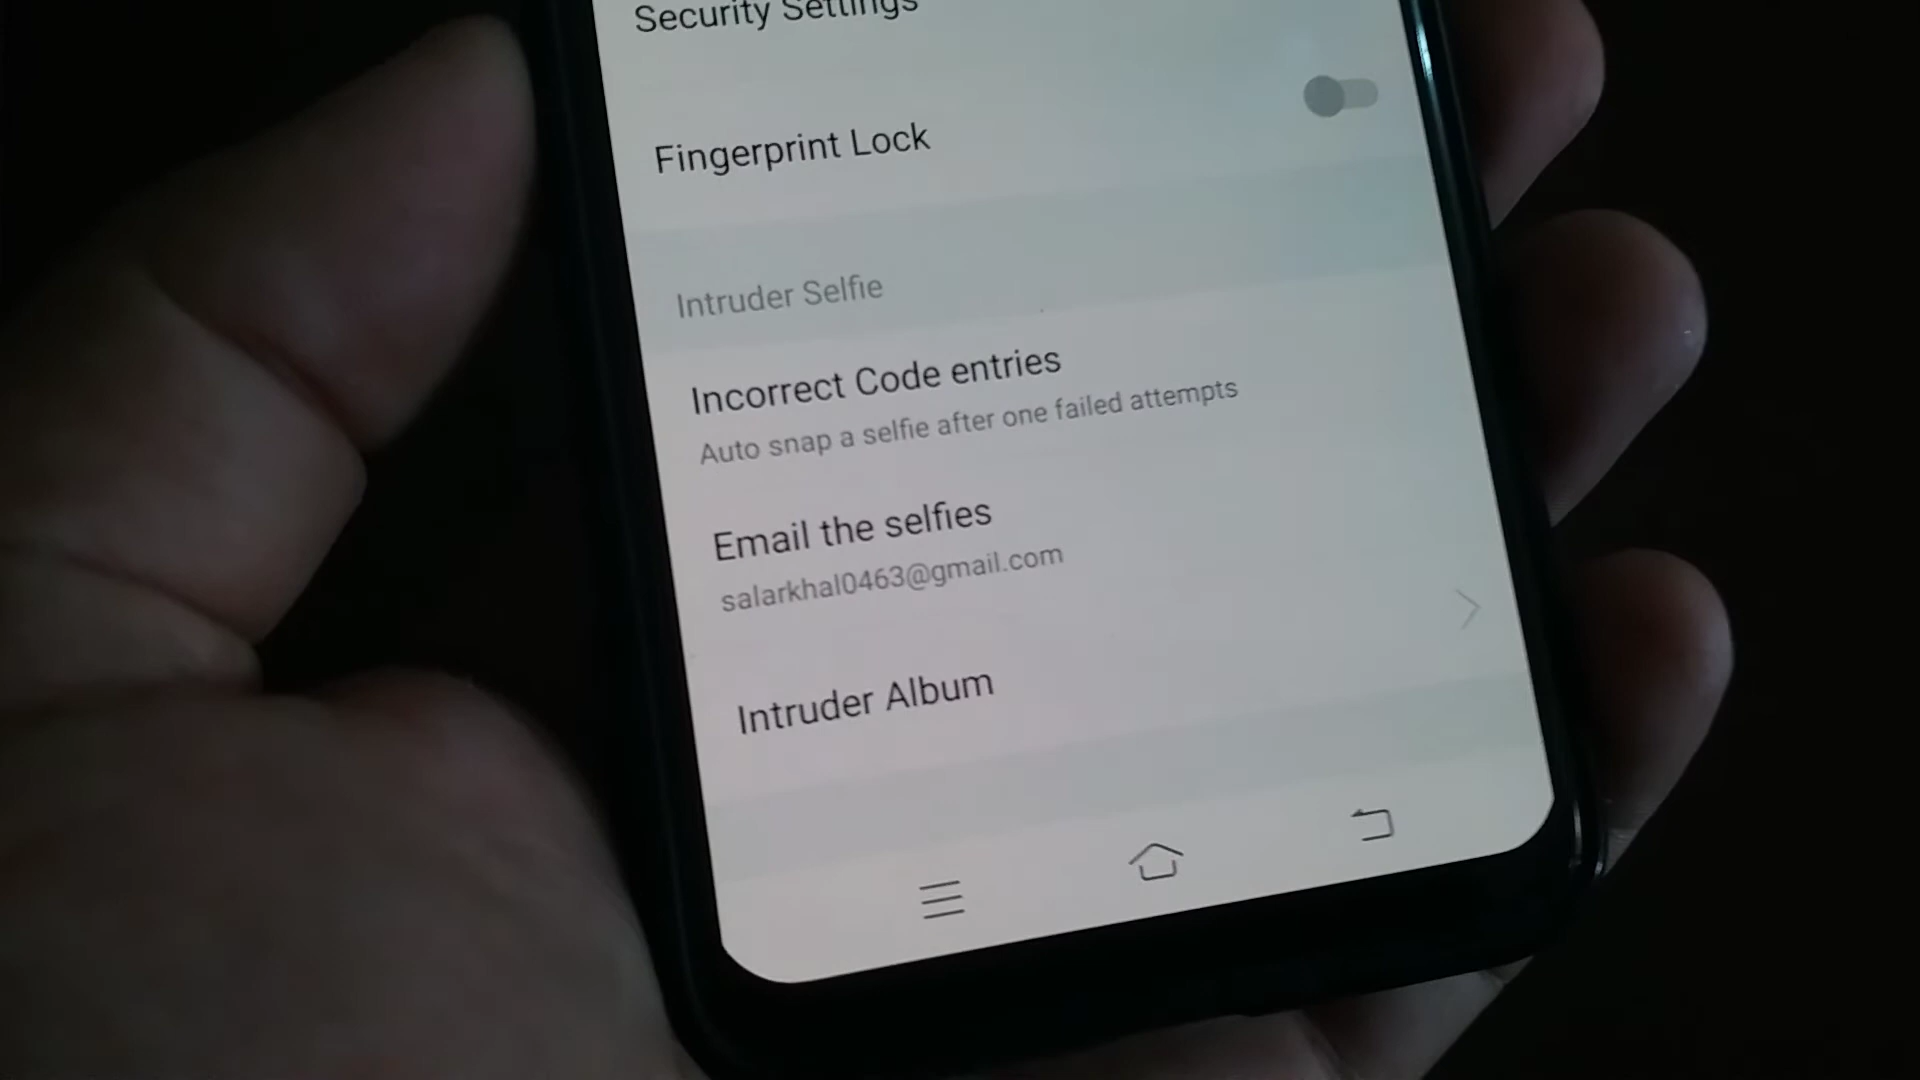 Security Settings
Fingerprint Lock
Intruder Selfie
Incorrect Code entries
Auto snap a selfie after one failed attempts
Email the selfies
salarkhal0463@gmail.com
Intruder Album